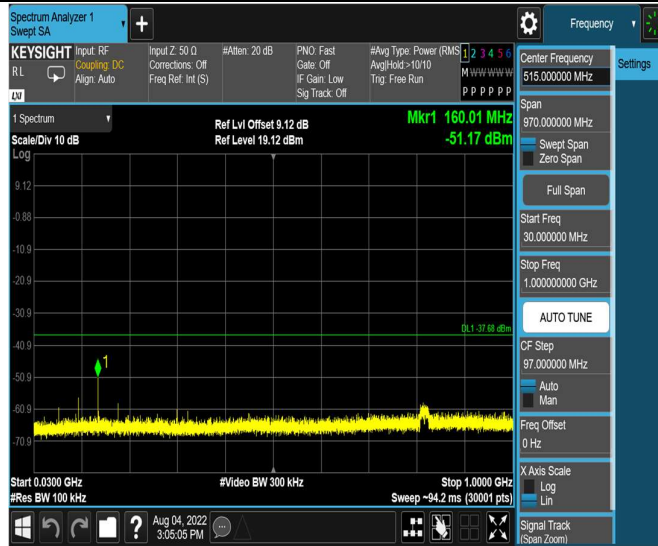 Spectrum Analyzer 1
Swept SA
Frequency
KEYSIGHT
RL
LXI
Input: RF
Coupling: DC
Align: Auto
Input Z: 50 Ω
Corrections: Off
Freq Ref: Int (S)
#Atten: 20 dB
PNO: Fast
Gate: Off
IF Gain: Low
Sig Track: Off
#Avg Type: Power (RMS
Avg|Hold:>10/10
Trig: Free Run
1 2 3 4 5 6
M W W W W W
P P P P P P
Center Frequency
515.000000 MHz
Settings
Span
970.000000 MHz
Swept Span
Zero Span
Full Span
Start Freq
30.000000 MHz
Stop Freq
1.000000000 GHz
AUTO TUNE
CF Step
97.000000 MHz
Auto
Man
Freq Offset
0 Hz
X Axis Scale
Log
Lin
Signal Track
(Span Zoom)
1 Spectrum
Scale/Div 10 dB
Log
Ref Lvl Offset 9.12 dB
Ref Level 19.12 dBm
Mkr1 160.01 MHz
-51.17 dBm
9.12
-0.88
-10.9
-20.9
-30.9
DL1 -37.68 dBm
-40.9
1
-50.9
-60.9
-70.9
Start 0.0300 GHz
#Res BW 100 kHz
#Video BW 300 kHz
Stop 1.0000 GHz
Sweep ~94.2 ms (30001 pts)
Aug 04, 2022
3:05:05 PM